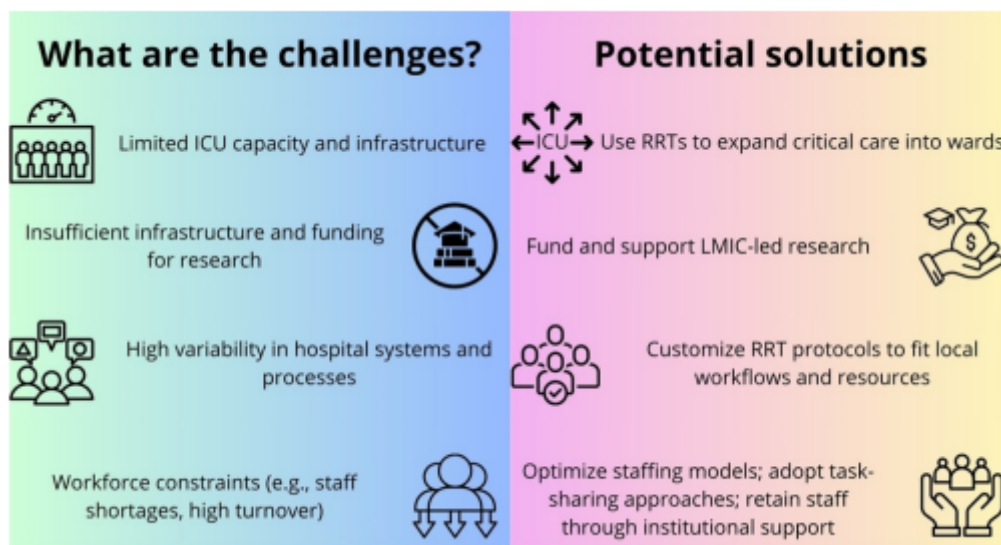 What are the challenges?
Limited ICU capacity and infrastructure
Insufficient infrastructure and funding
for research
High variability in hospital systems and
processes
Workforce constraints (e.g., staff
shortages, high turnover)
Potential solutions
ICU
Use RRTs to expand critical care into wards
Fund and support LMIC-led research
$
Customize RRT protocols to fit local
workflows and resources
Optimize staffing models; adopt task-
sharing approaches; retain staff
through institutional support